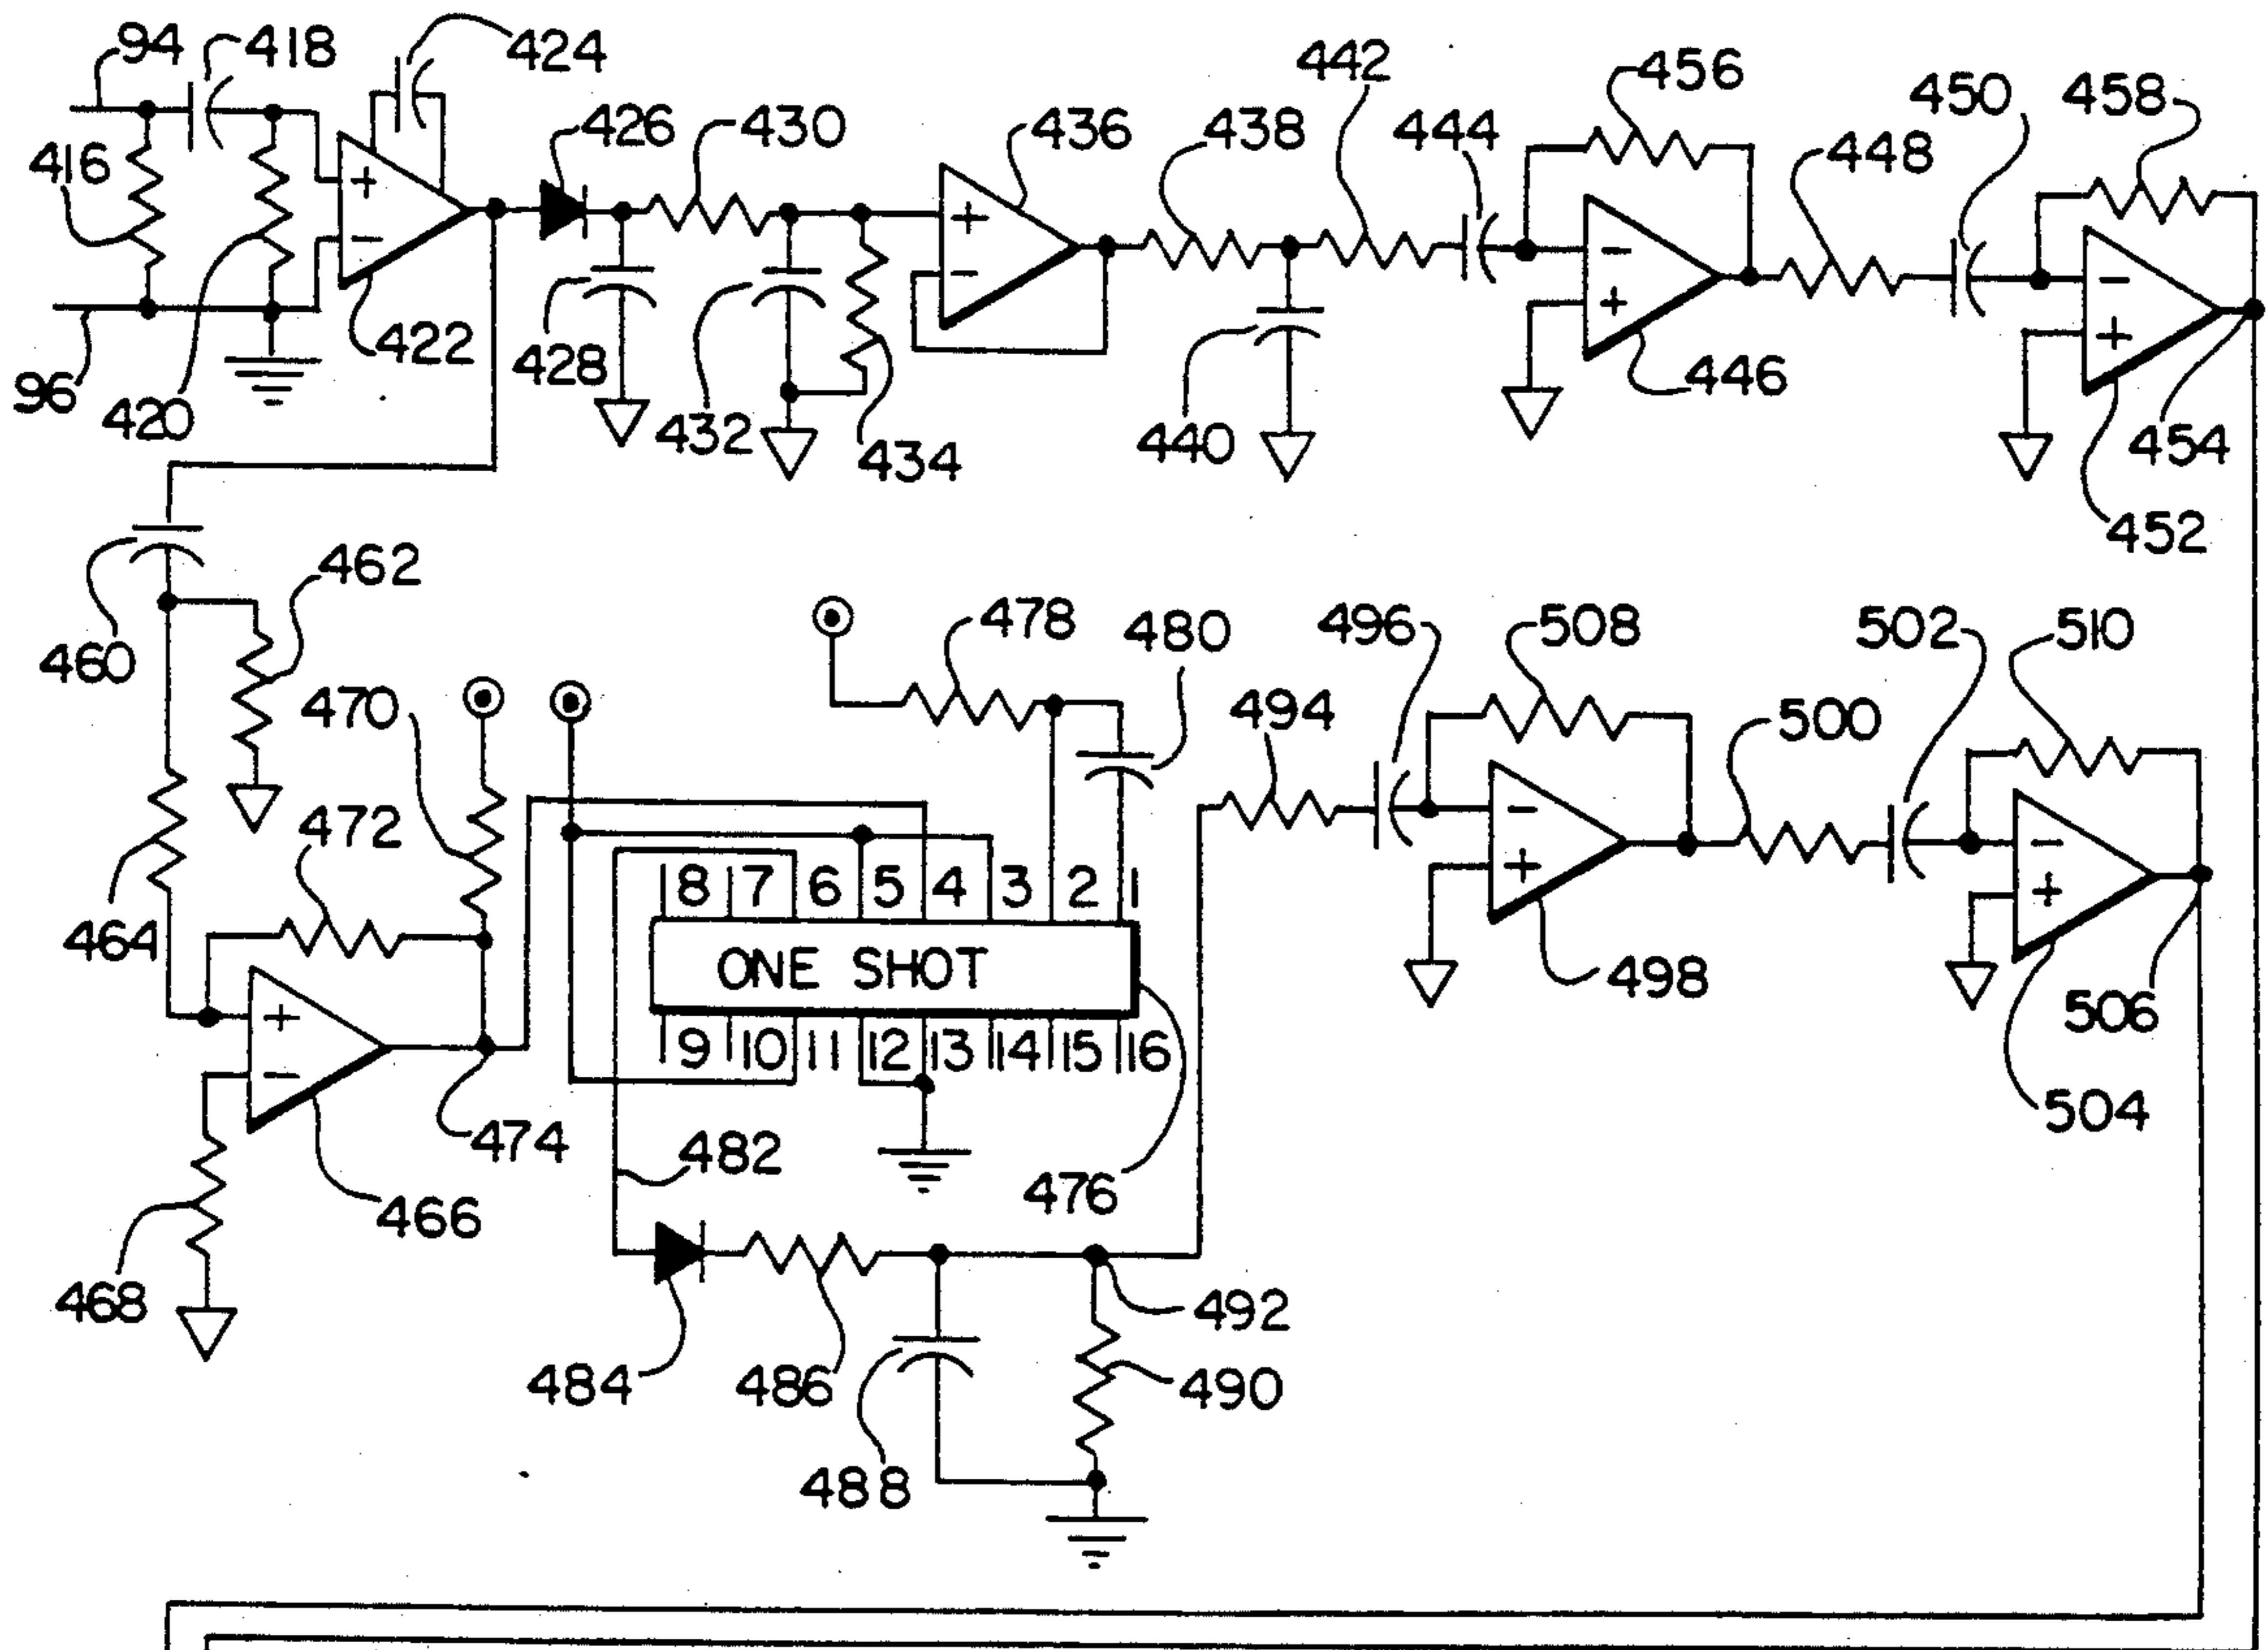 94 418 424 442 456 450 458
426 430 436 438 444 448
416
422 428 432 434 440 446 454
96 420 452
460 462 478 480 496 508 502 510
470 494 500
472
464 8 7 6 5 4 3 2 1
ONE SHOT 498 506
9 10 11 12 13 14 15 16
474 482 476 504
466
468 492
484 486 490
488
+ − + − − + − +
+ − − + − +